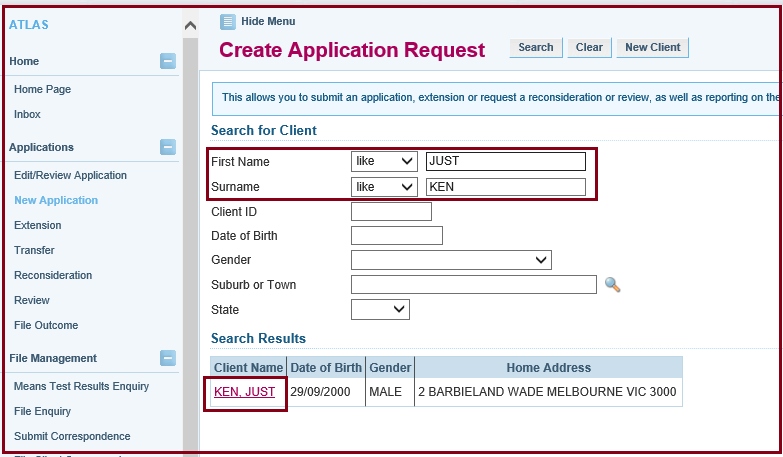 ATLAS
Home
Home Page
Inbox
Applications
Edit/Review Application
New Application
Extension
Transfer
Reconsideration
Review
File Outcome
File Management
Means Test Results Enquiry
File Enquiry
Submit Correspondence
Hide Menu
Create Application Request
Search Clear New Client
This allows you to submit an application, extension or request a reconsideration or review, as well as reporting on the
Search for Client
First Name like JUST
Surname like KEN
Client ID
Date of Birth
Gender
Suburb or Town
State
Search Results
Client Name Date of Birth Gender Home Address
KEN, JUST 29/09/2000 MALE 2 BARBIELAND WADE MELBOURNE VIC 3000